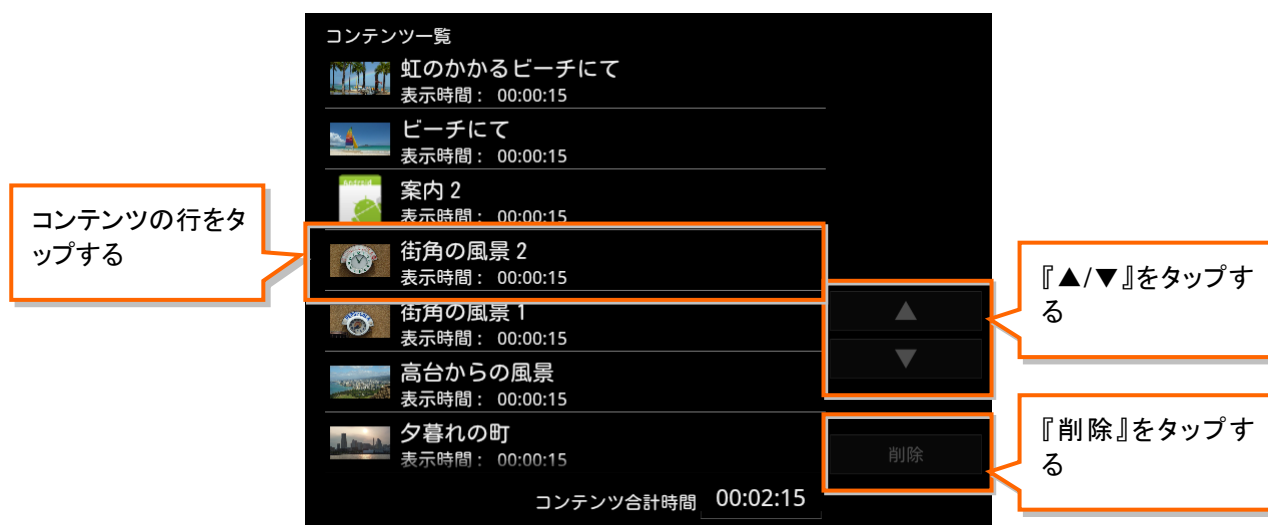 コンテンツ一覧
虹のかかるビーチにて
表示時間： 00:00:15
ビーチにて
表示時間： 00:00:15
案内 2
表示時間： 00:00:15
街角の風景 2
表示時間： 00:00:15
街角の風景 1
表示時間： 00:00:15
高台からの風景
表示時間： 00:00:15
夕暮れの町
表示時間： 00:00:15
コンテンツ合計時間 00:02:15
コンテンツの行をタ
ップする
▲
▼
削除
『▲/▼』をタップす
る
『削除』をタップす
る